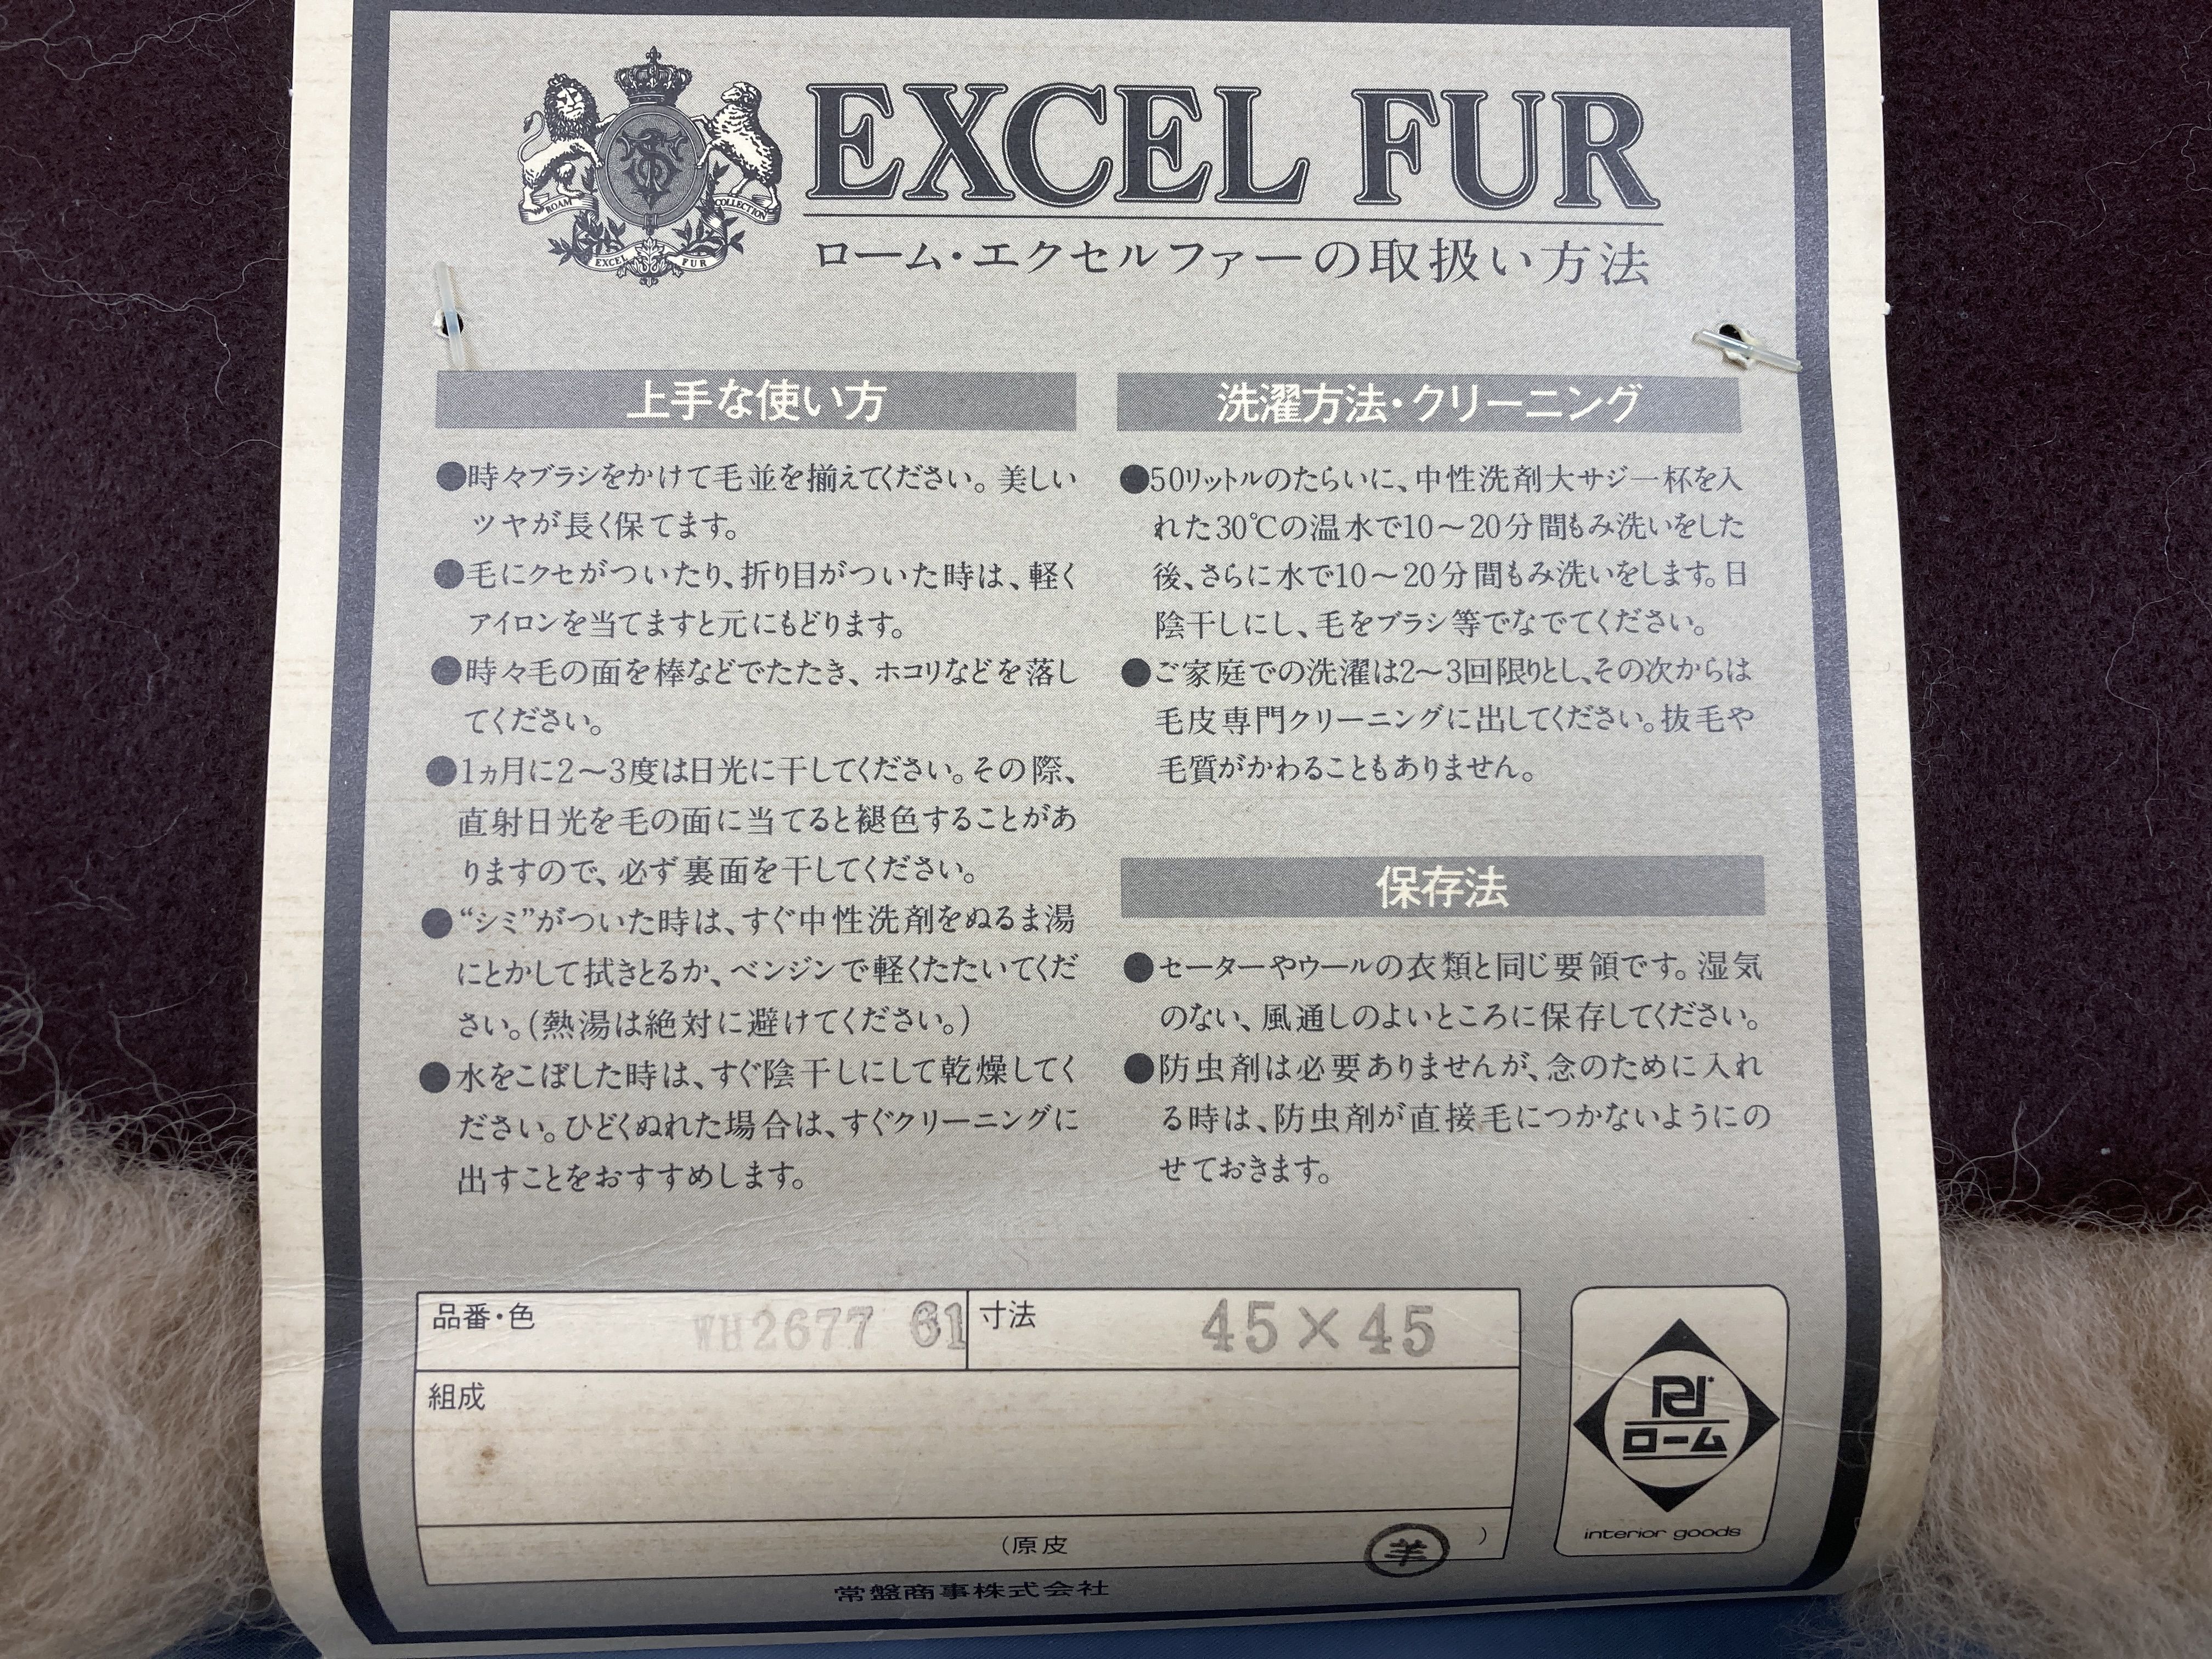 EXCEL FUR
ROAM
COLLECTION
EXCEL FUR
ローム・エクセルファーの取扱い方法
上手な使い方
●時々ブラシをかけて毛並を揃えてください。美しい
ツヤが長く保てます。
●毛にクセがついたり、折り目がついた時は、軽く
アイロンを当てますと元にもどります。
●時々毛の面を棒などでたたき、ホコリなどを落し
てください。
●1ヵ月に2〜3度は日光に干してください。その際、
直射日光を毛の面に当てると褪色することがあ
りますので、必ず裏面を干してください。
●“シミ”がついた時は、すぐ中性洗剤をぬるま湯
にとかして拭きとるか、ベンジンで軽くたたいてくだ
さい。(熱湯は絶対に避けてください。)
●水をこぼした時は、すぐ陰干しにして乾燥してく
ださい。ひどくぬれた場合は、すぐクリーニングに
出すことをおすすめします。
洗濯方法・クリーニング
●50リットルのたらいに、中性洗剤大サジ一杯を入
れた30℃の温水で10〜20分間もみ洗いをした
後、さらに水で10〜20分間もみ洗いをします。日
陰干しにし、毛をブラシ等でなでてください。
●ご家庭での洗濯は2〜3回限りとし、その次からは
毛皮専門クリーニングに出してください。抜毛や
毛質がかわることもありません。
保存法
●セーターやウールの衣類と同じ要領です。湿気
のない、風通しのよいところに保存してください。
●防虫剤は必要ありませんが、念のために入れ
る時は、防虫剤が直接毛につかないようにの
せておきます。
品番・色 WH2677 61
寸法 45×45
組成
(原皮 羊 )
ローム
interior goods
常盤商事株式会社